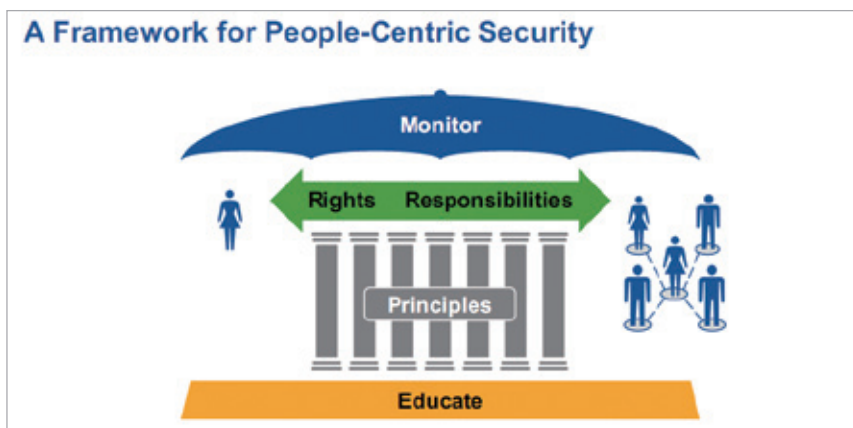 A Framework for People-Centric Security
Monitor
Rights Responsibilities
Principles
Educate